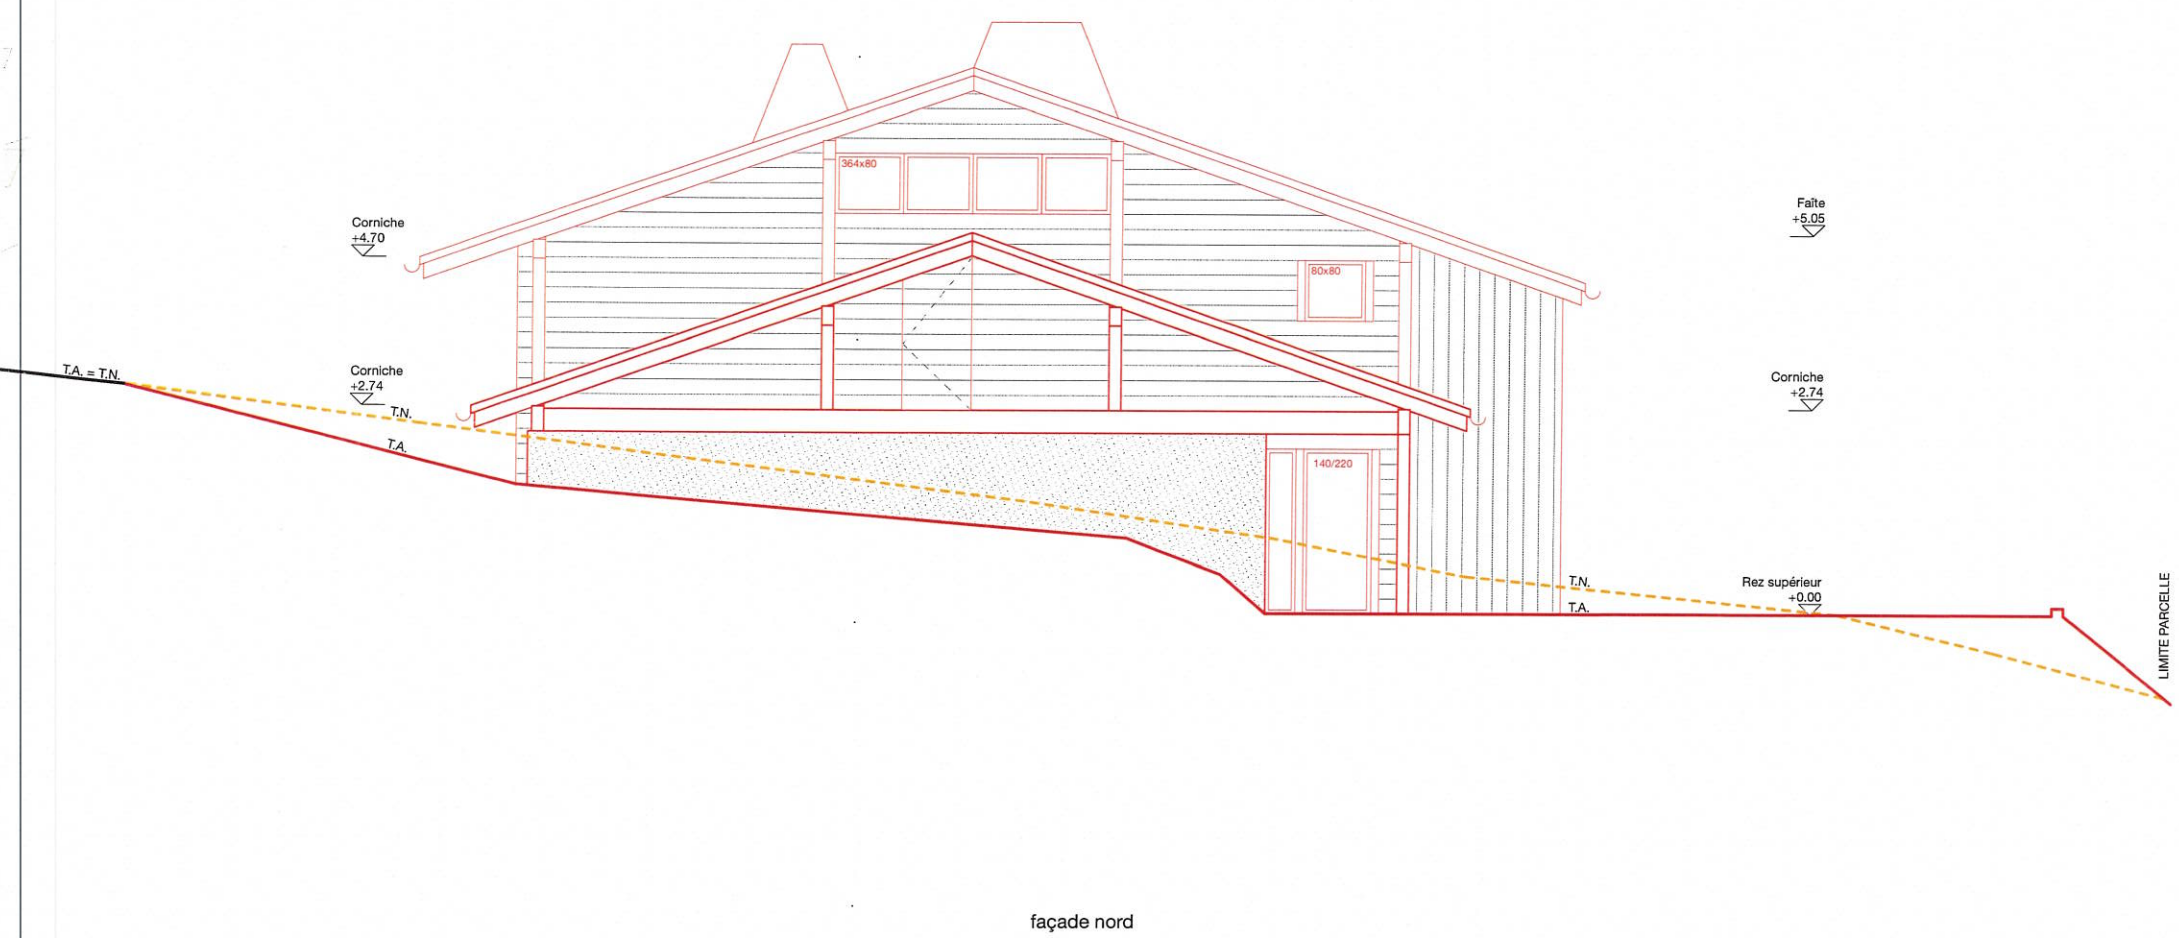 364x80
Corniche
+4.70
Faîte
+5.05
80x80
T.A. = T.N.
Corniche
+2.74
Corniche
+2.74
T.N.
T.A.
140/220
T.N.
T.A.
Rez supérieur
+0.00
LIMITE PARCELLE
façade nord